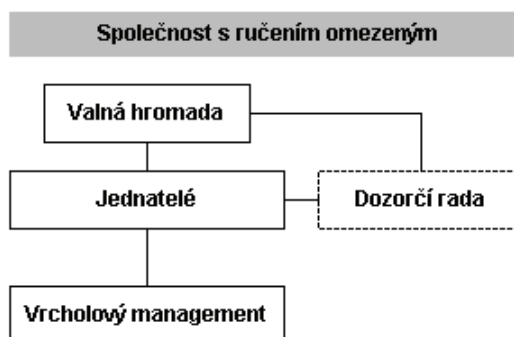 Společnost s ručením omezeným
Valná hromada
Jednatelé
Dozorčí rada
Vrcholový management